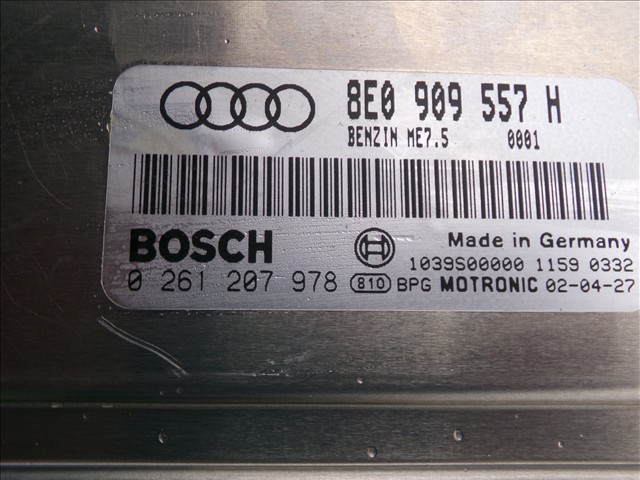 8E0 909 557 H
BENZIN ME7.5 0001
BOSCH
Made in Germany
0 261 207 978
1039S00000 1159 0332
810 BPG MOTRONIC 02-04-27